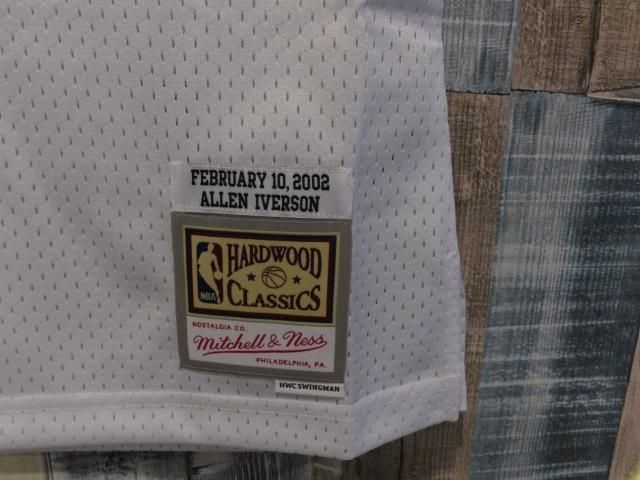 FEBRUARY 10, 2002
ALLEN IVERSON
HARDWOOD
CLASSICS
NBA
NOSTALGIA CO.
Mitchell & Ness
PHILADELPHIA, PA.
HWC SWINGMAN